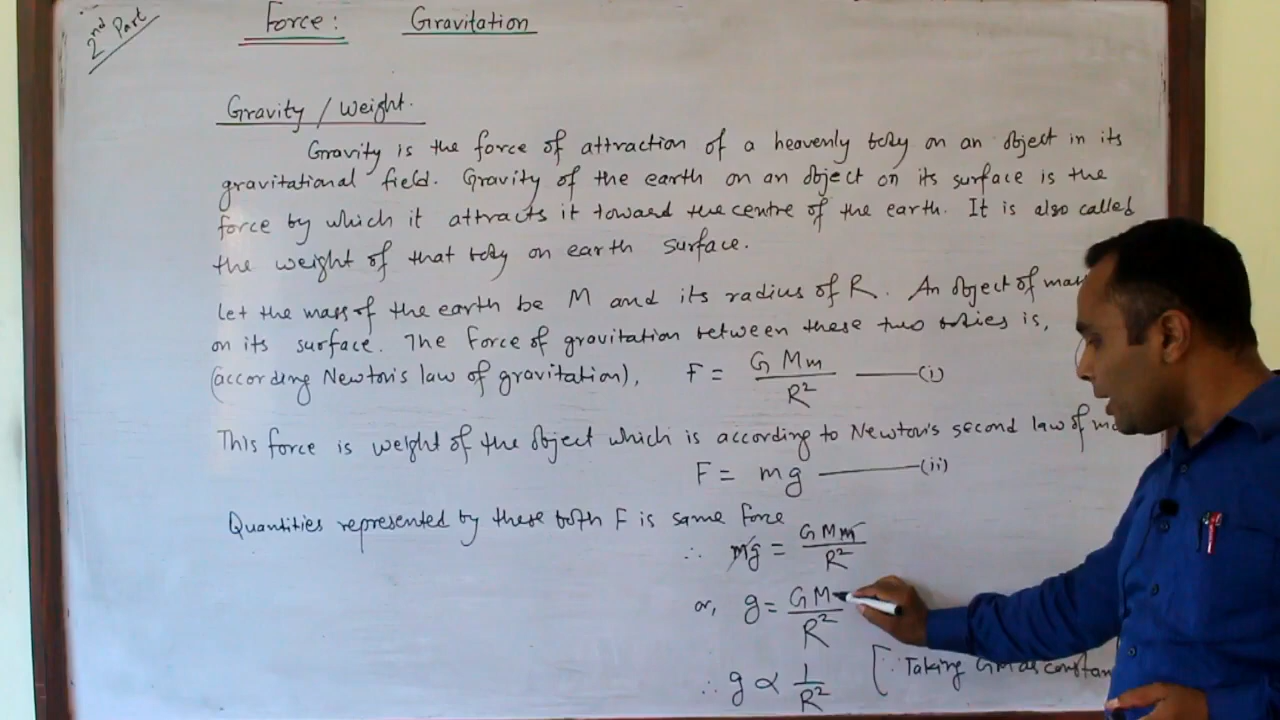 2nd Part
Force: Gravitation
Gravity / Weight.
Gravity is the force of attraction of a heavenly body on an object in its
gravitational field. Gravity of the earth on an object on its surface is the
force by which it attracts it toward the centre of the earth. It is also called
the weight of that body on earth surface.
Let the mass of the earth be M and its radius of R. An object of
on its surface. The Force of gravitation between these two bodies is,
(according Newton's law of gravitation), F = G Mm / R² ——— (i)
This force is weight of the object which is according to Newton's second law of
F = mg ——— (ii)
Quantities represented by these both F is same force
∴ mg = G Mm / R²
or, g = GM / R²
∴ g ∝ 1 / R² [∵ Taking GM as constan